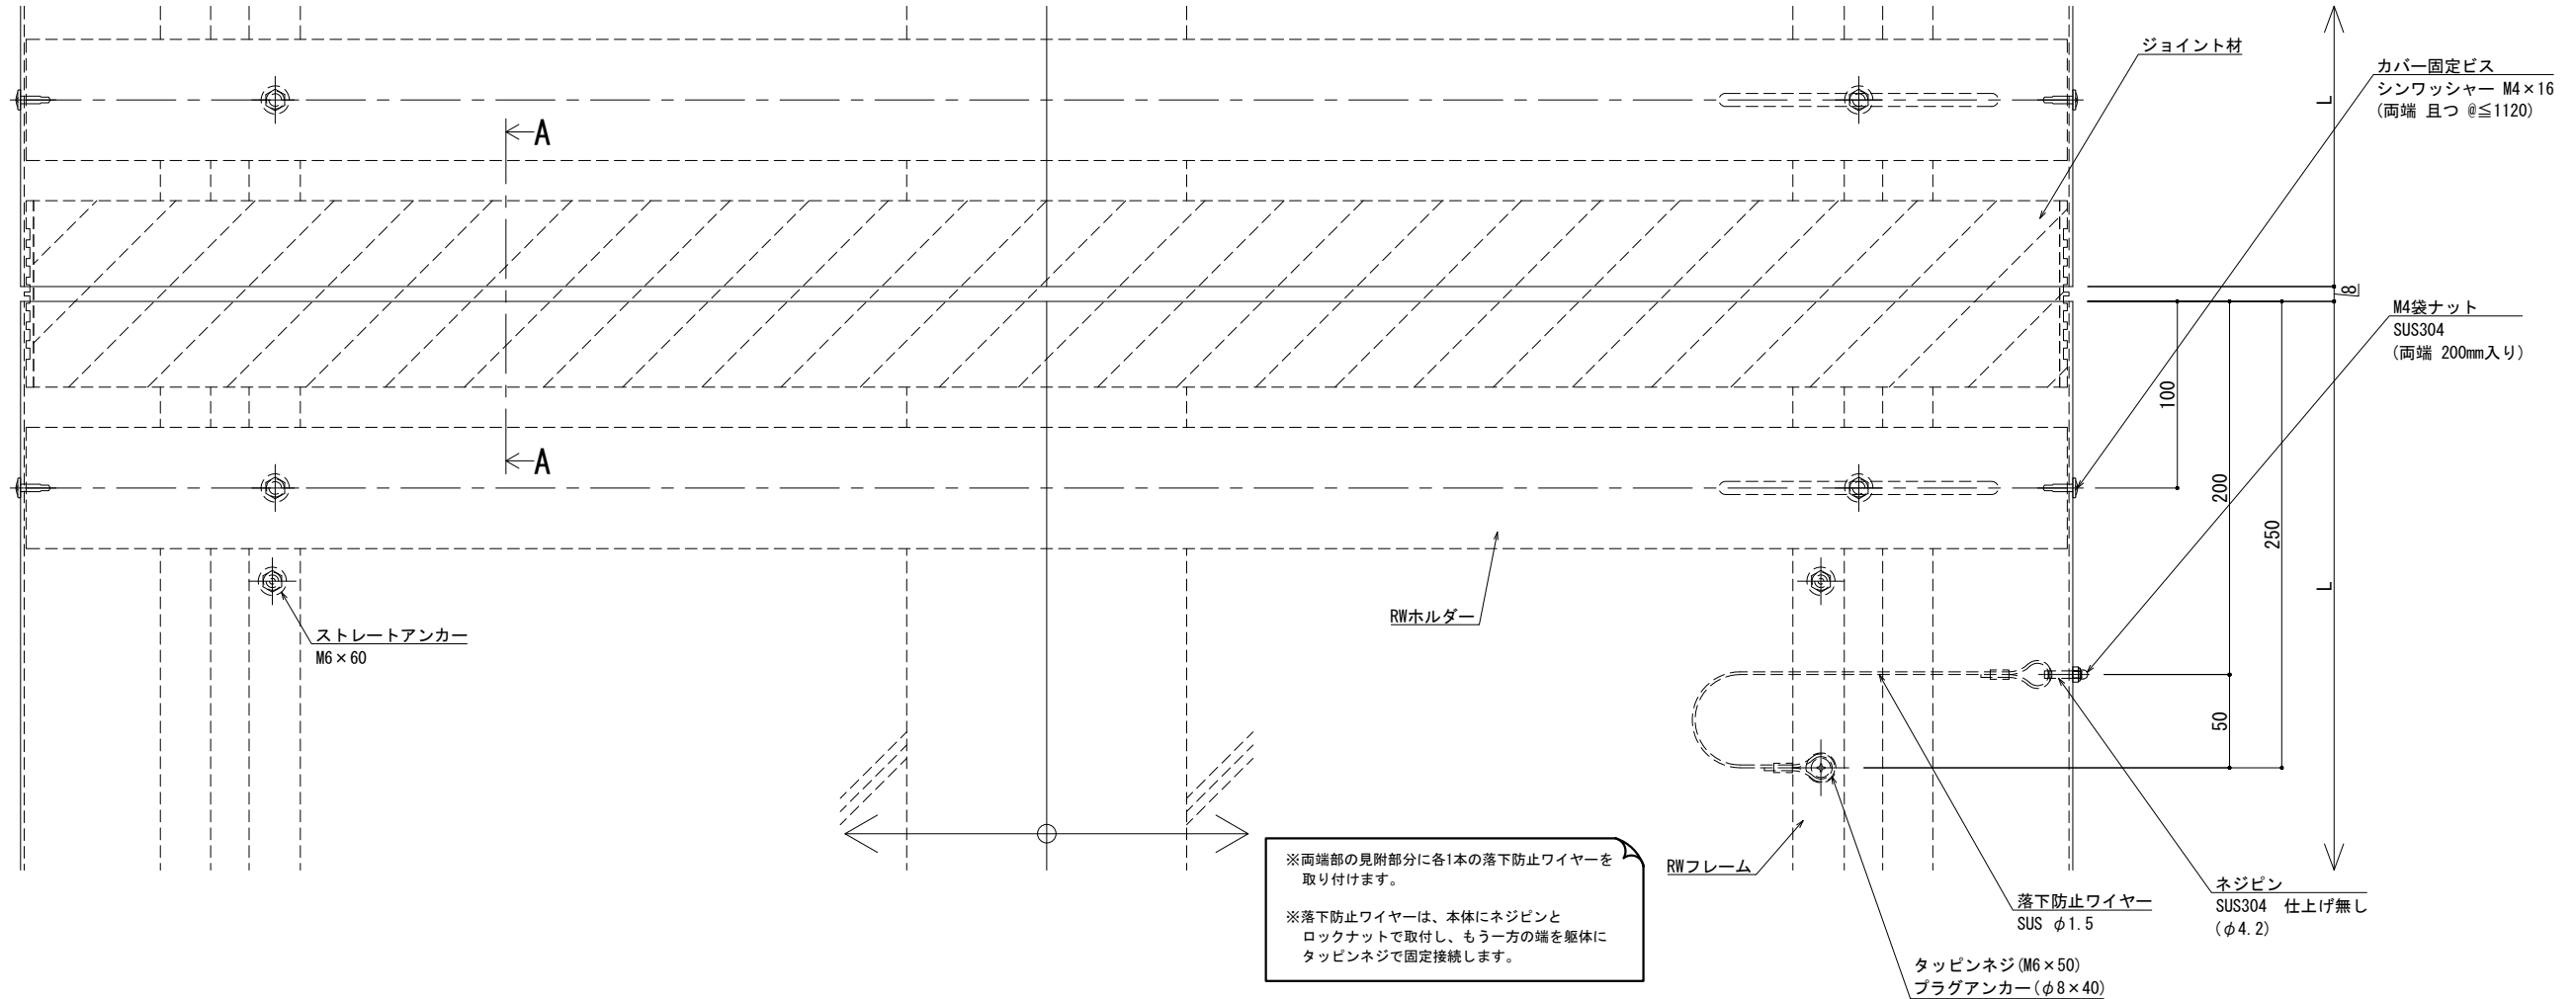 ジョイント材
カバー固定ビス
シンワッシャー M4×16
(両端 且つ @≦1120)
L
A
8
M4袋ナット
SUS304
(両端 200mm入り)
100
A
200
250
L
RWホルダー
ストレートアンカー
M6×60
50
※両端部の見附部分に各1本の落下防止ワイヤーを
取り付けます。
※落下防止ワイヤーは、本体にネジピンと
ロックナットで取付し、もう一方の端を躯体に
タッピンネジで固定接続します。
RWフレーム
落下防止ワイヤー
SUS φ1.5
ネジピン
SUS304 仕上げ無し
(φ4.2)
タッピンネジ(M6×50)
プラグアンカー(φ8×40)